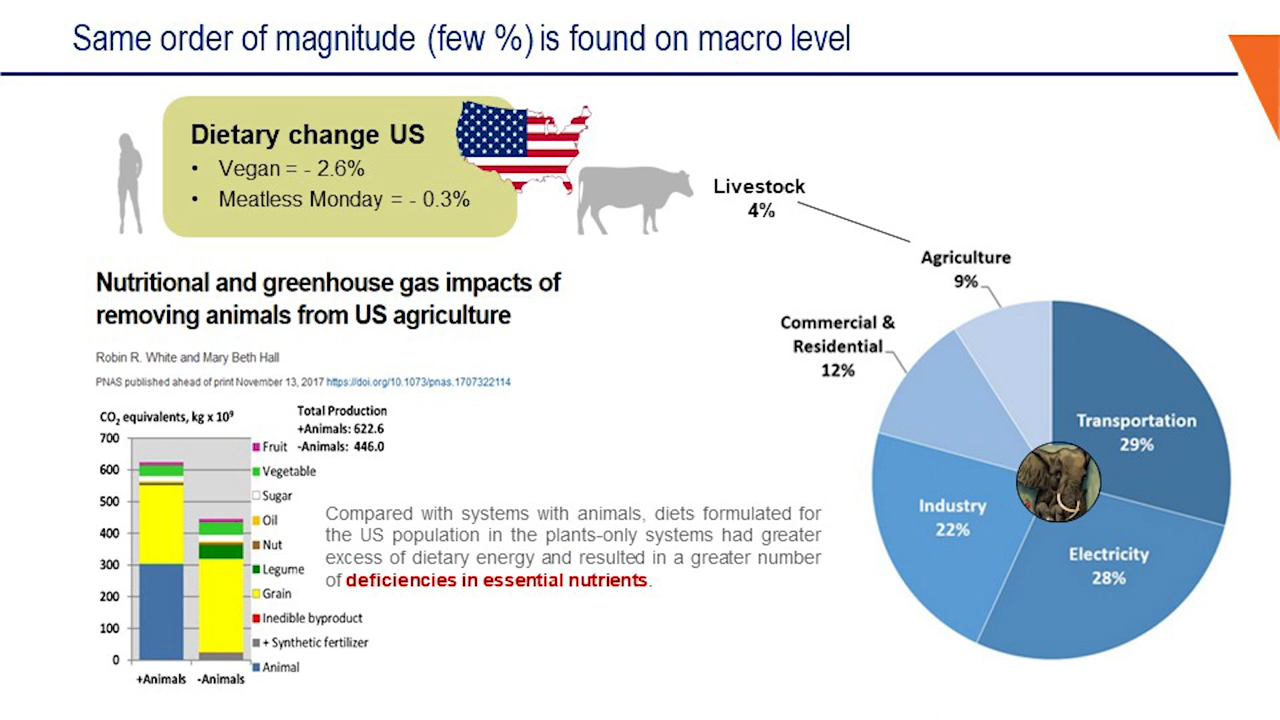 Same order of magnitude (few %) is found on macro level
Dietary change US
• Vegan = - 2.6%
• Meatless Monday = - 0.3%
Livestock
4%
Agriculture
9%
Commercial &
Residential
12%
Transportation
29%
Industry
22%
Electricity
28%
Nutritional and greenhouse gas impacts of
removing animals from US agriculture
Robin R. White and Mary Beth Hall
PNAS published ahead of print November 13, 2017 https://doi.org/10.1073/pnas.1707322114
CO2 equivalents, kg x 10⁹
Total Production
+Animals: 622.6
-Animals: 446.0
700
600
500
400
300
200
100
0
+Animals -Animals
Fruit
Vegetable
Sugar
Oil
Nut
Legume
Grain
Inedible byproduct
+ Synthetic fertilizer
Animal
Compared with systems with animals, diets formulated for
the US population in the plants-only systems had greater
excess of dietary energy and resulted in a greater number
of deficiencies in essential nutrients.